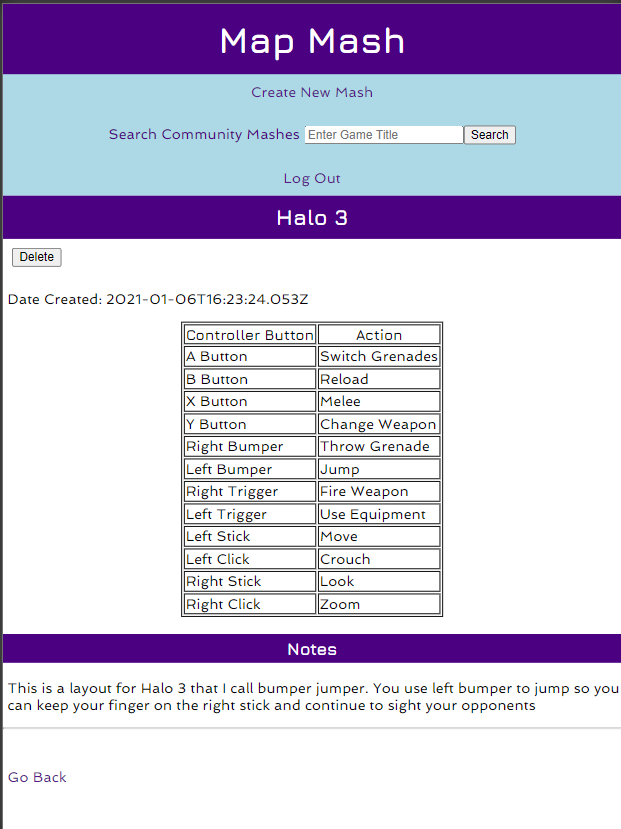 Map Mash
Create New Mash
Search Community Mashes Enter Game Title Search
Log Out
Halo 3
Delete
Date Created: 2021-01-06T16:23:24.053Z
Controller Button Action
A Button Switch Grenades
B Button Reload
X Button Melee
Y Button Change Weapon
Right Bumper Throw Grenade
Left Bumper Jump
Right Trigger Fire Weapon
Left Trigger Use Equipment
Left Stick Move
Left Click Crouch
Right Stick Look
Right Click Zoom
Notes
This is a layout for Halo 3 that I call bumper jumper. You use left bumper to jump so you
can keep your finger on the right stick and continue to sight your opponents
Go Back